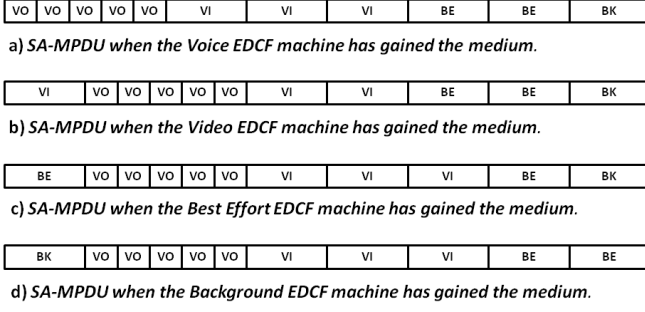 VO VO VO VO VO VI VI VI BE BE BK
a) SA-MPDU when the Voice EDCF machine has gained the medium.
VI VO VO VO VO VO VI VI BE BE BK
b) SA-MPDU when the Video EDCF machine has gained the medium.
BE VO VO VO VO VO VI VI VI BE BK
c) SA-MPDU when the Best Effort EDCF machine has gained the medium.
BK VO VO VO VO VO VI VI VI BE BE
d) SA-MPDU when the Background EDCF machine has gained the medium.